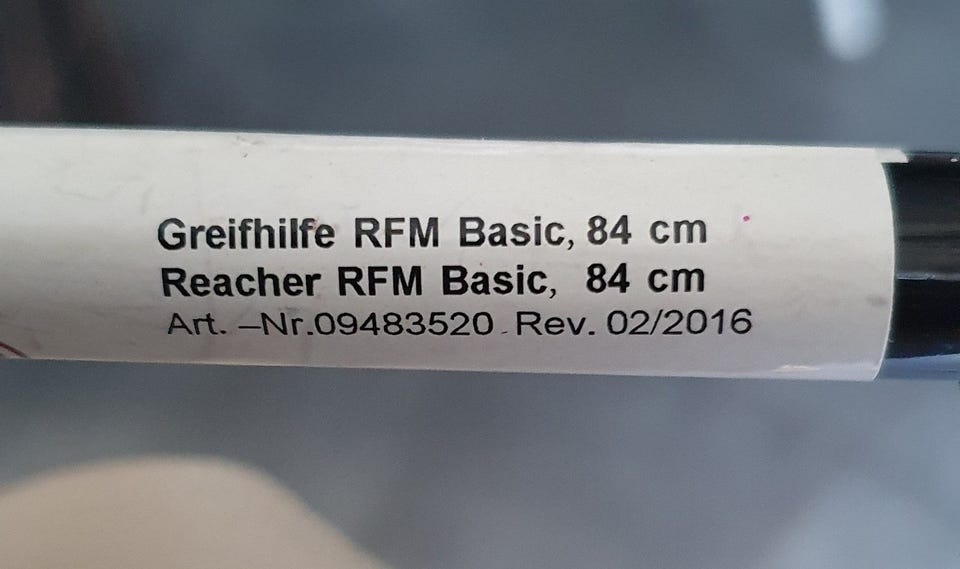 Greifhilfe RFM Basic, 84 cm
Reacher RFM Basic, 84 cm
Art. –Nr.09483520 Rev. 02/2016